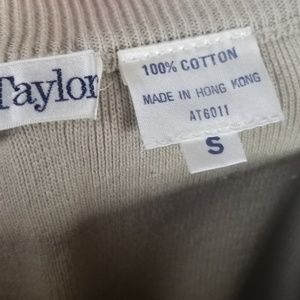 Taylor
100% COTTON
MADE IN HONG KONG
AT6011
S